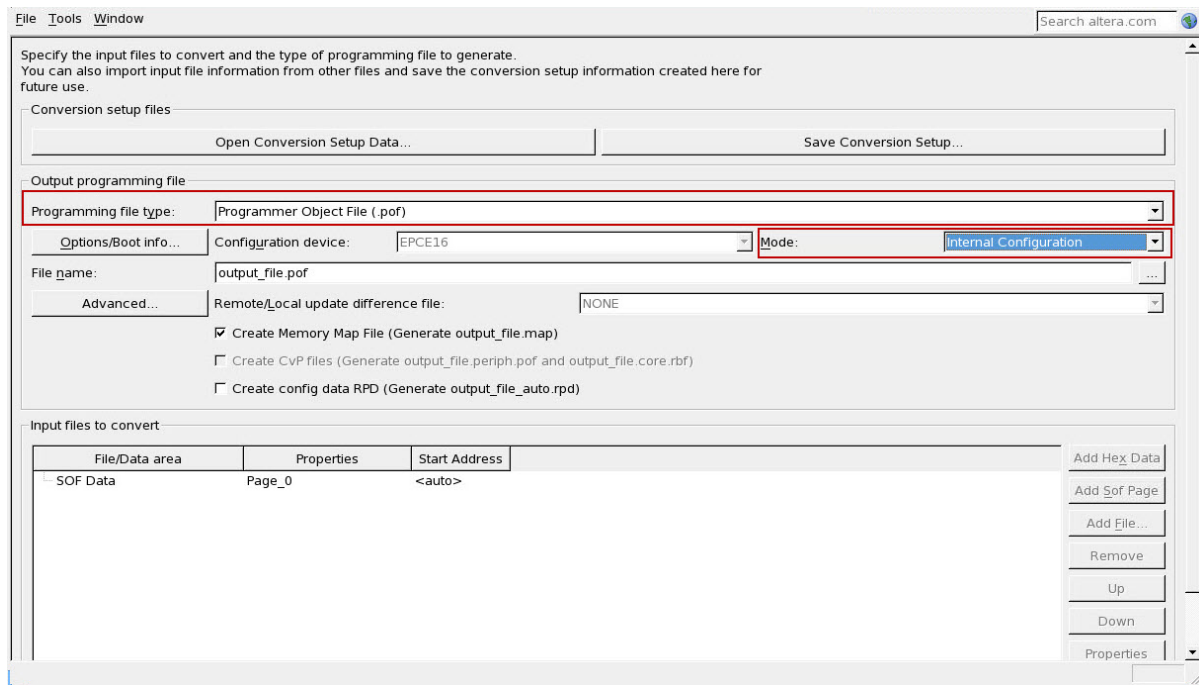 File Tools Window
Search altera.com
Specify the input files to convert and the type of programming file to generate.
You can also import input file information from other files and save the conversion setup information created here for
future use.
Conversion setup files
Open Conversion Setup Data... Save Conversion Setup...
Output programming file
Programming file type: Programmer Object File (.pof)
Options/Boot info... Configuration device: EPCE16 Mode: Internal Configuration
File name: output_file.pof ...
Advanced... Remote/Local update difference file: NONE
Create Memory Map File (Generate output_file.map)
Create CvP files (Generate output_file.periph.pof and output_file.core.rbf)
Create config data RPD (Generate output_file_auto.rpd)
Input files to convert
File/Data area Properties Start Address
SOF Data Page_0 <auto>
Add Hex Data
Add Sof Page
Add File...
Remove
Up
Down
Properties